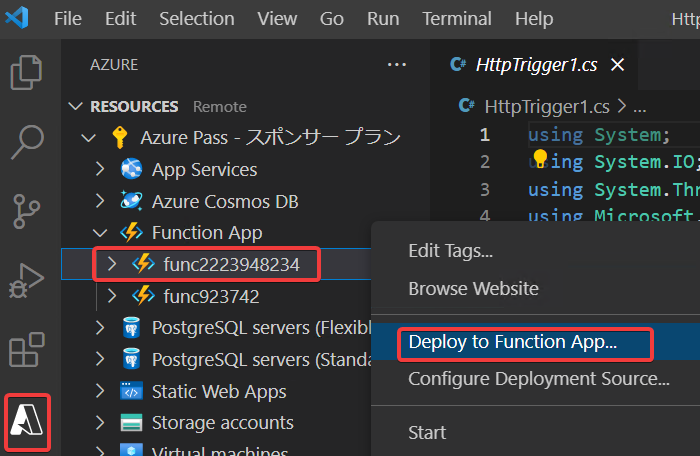 File Edit Selection View Go Run Terminal Help Htt
AZURE ...
RESOURCES Remote
Azure Pass - スポンサー プラン
App Services
Azure Cosmos DB
Function App
func2223948234
func923742
PostgreSQL servers (Flexibl
PostgreSQL servers (Standa
Static Web Apps
Storage accounts
Virtual machines
C# HttpTrigger1.cs
C# HttpTrigger1.cs > ...
1 using System;
2 using System.IO;
3 using System.Thr
4 using Microsoft.
Edit Tags...
Browse Website
Deploy to Function App...
Configure Deployment Source...
Start